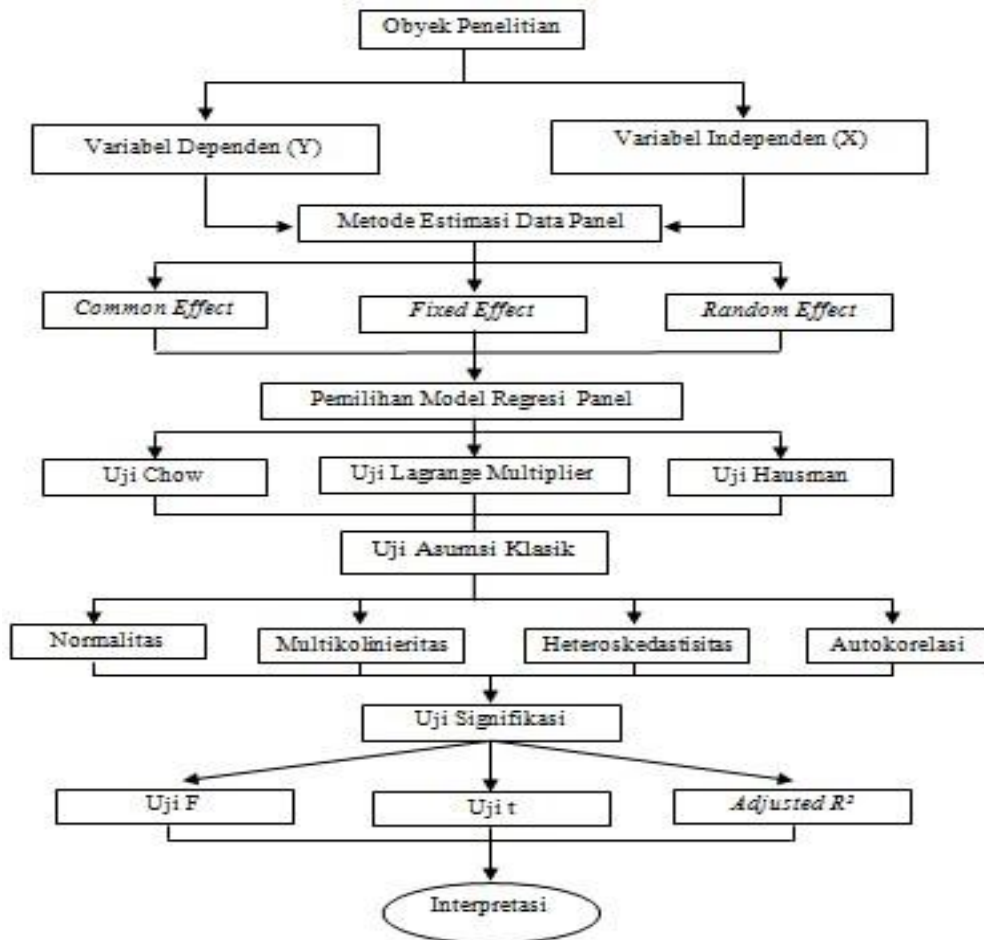 Obyek Penelitian
Variabel Dependen (Y)
Variabel Independen (X)
Metode Estimasi Data Panel
Common Effect
Fixed Effect
Random Effect
Pemilihan Model Regresi Panel
Uji Chow
Uji Lagrange Multiplier
Uji Hausman
Uji Asumsi Klasik
Normalitas
Multikolinieritas
Heteroskedastisitas
Autokorelasi
Uji Signifikasi
Uji F
Uji t
Adjusted R²
Interpretasi